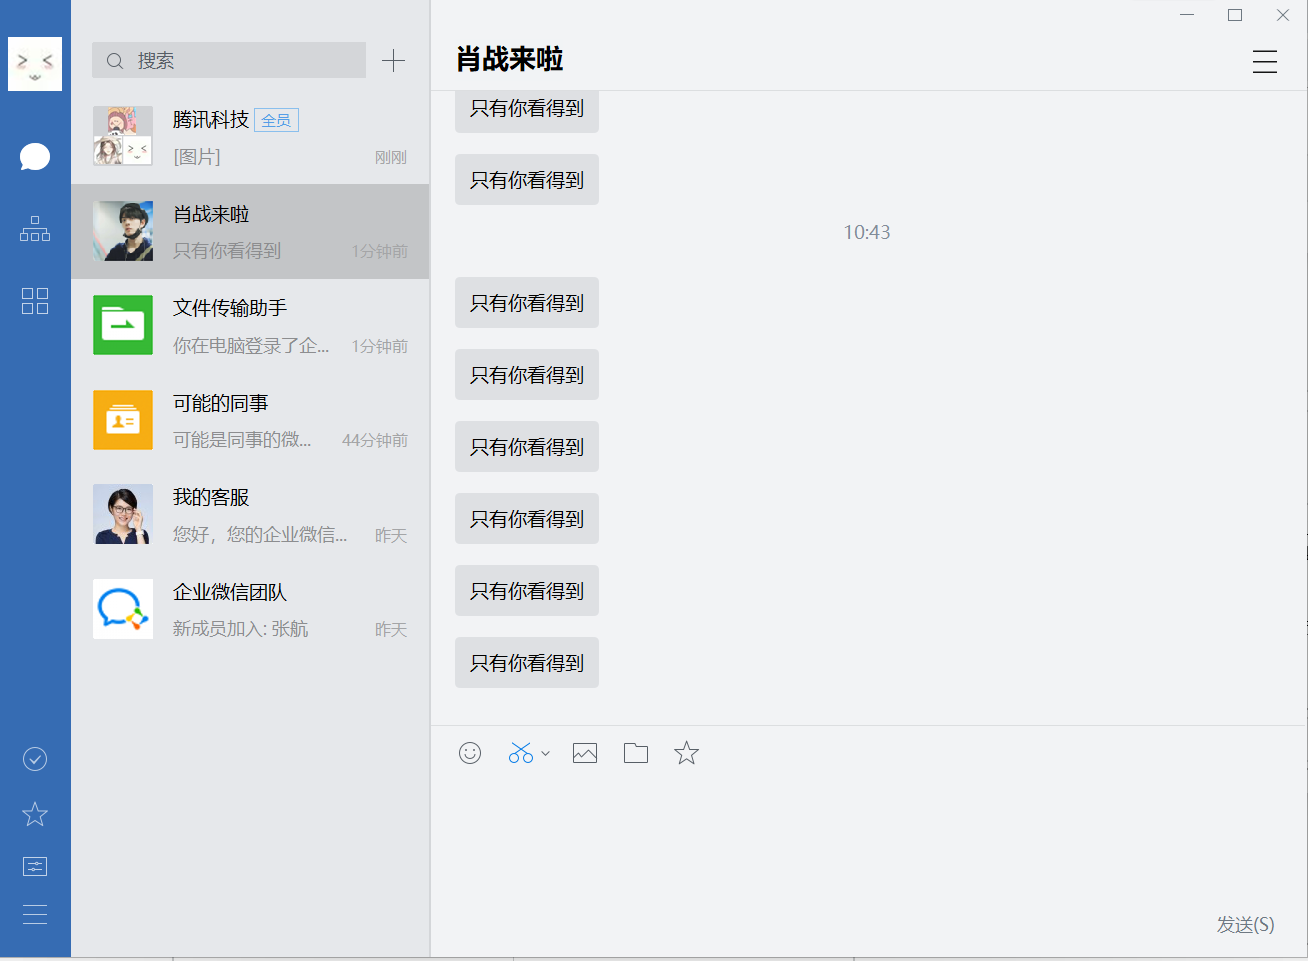 搜索
腾讯科技 全员
[图片] 刚刚
肖战来啦
只有你看得到 1分钟前
文件传输助手
你在电脑登录了企... 1分钟前
可能的同事
可能是同事的微... 44分钟前
我的客服
您好，您的企业微信... 昨天
企业微信团队
新成员加入: 张航 昨天
肖战来啦
只有你看得到
只有你看得到
10:43
只有你看得到
只有你看得到
只有你看得到
只有你看得到
只有你看得到
只有你看得到
发送(S)